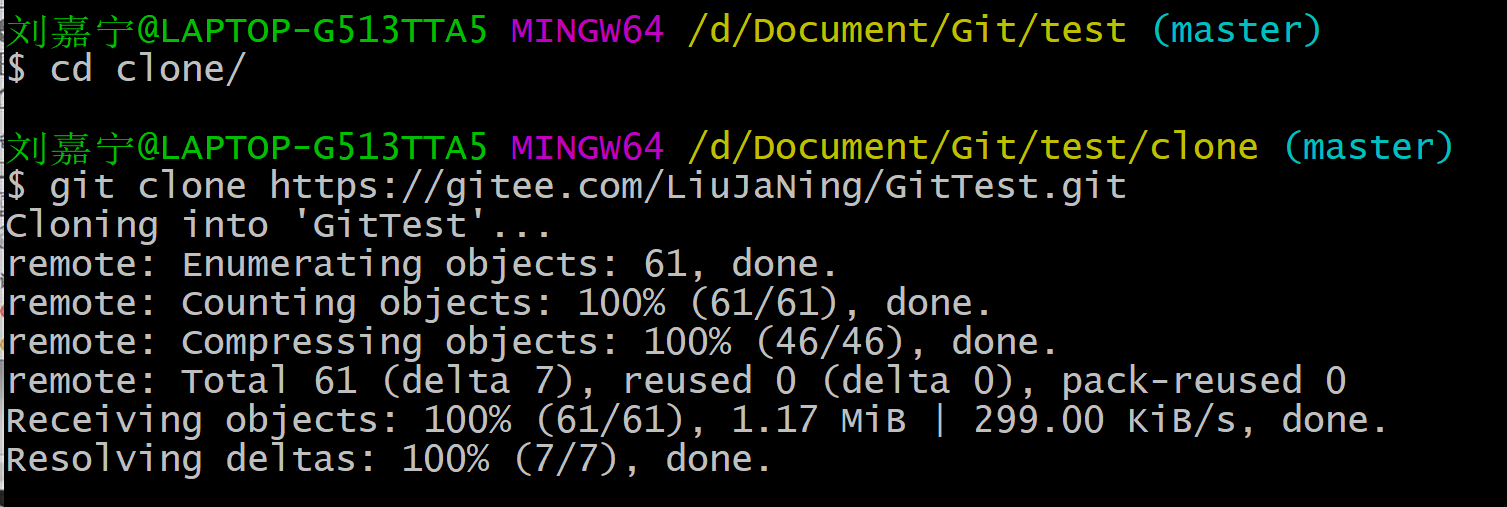 刘嘉宁@LAPTOP-G513TTA5 MINGW64 /d/Document/Git/test (master)
$ cd clone/
刘嘉宁@LAPTOP-G513TTA5 MINGW64 /d/Document/Git/test/clone (master)
$ git clone https://gitee.com/LiuJaNing/GitTest.git
Cloning into 'GitTest'...
remote: Enumerating objects: 61, done.
remote: Counting objects: 100% (61/61), done.
remote: Compressing objects: 100% (46/46), done.
remote: Total 61 (delta 7), reused 0 (delta 0), pack-reused 0
Receiving objects: 100% (61/61), 1.17 MiB | 299.00 KiB/s, done.
Resolving deltas: 100% (7/7), done.